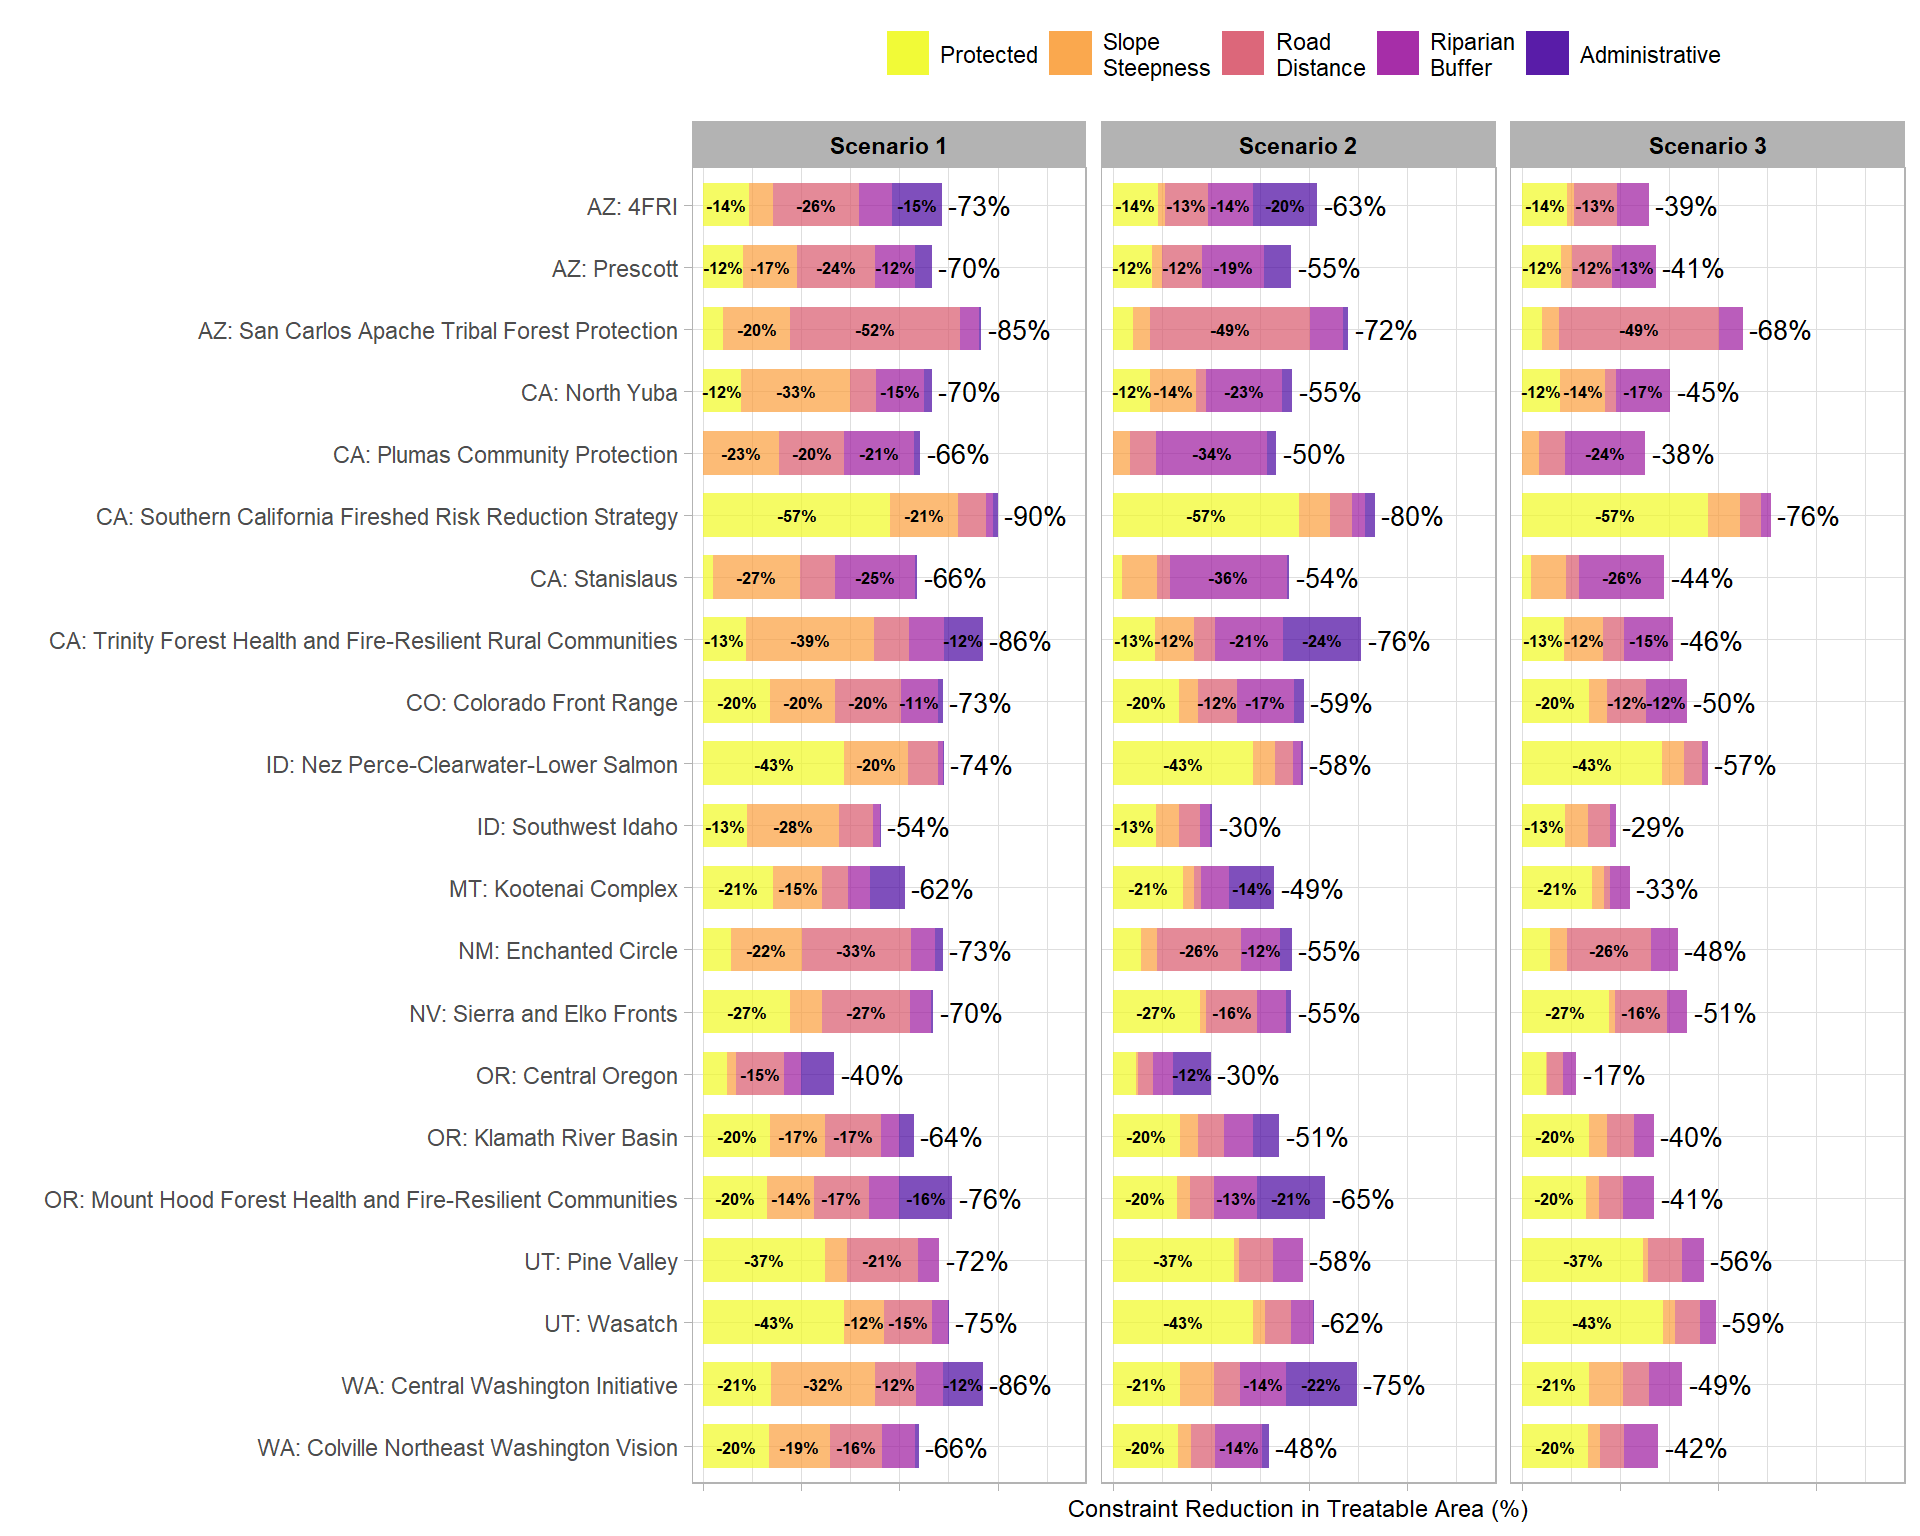 Protected
Slope
Steepness
Road
Distance
Riparian
Buffer
Administrative
Scenario 1
Scenario 2
Scenario 3
AZ: 4FRI -14% -26% -15% -73% -14% -13% -14% -20% -63% -14% -13% -39%
AZ: Prescott -12% -17% -24% -12% -70% -12% -12% -19% -55% -12% -12% -13% -41%
AZ: San Carlos Apache Tribal Forest Protection -20% -52% -85% -49% -72% -49% -68%
CA: North Yuba -12% -33% -15% -70% -12% -14% -23% -55% -12% -14% -17% -45%
CA: Plumas Community Protection -23% -20% -21% -66% -34% -50% -24% -38%
CA: Southern California Fireshed Risk Reduction Strategy -57% -21% -90% -57% -80% -57% -76%
CA: Stanislaus -27% -25% -66% -36% -54% -26% -44%
CA: Trinity Forest Health and Fire-Resilient Rural Communities -13% -39% -12% -86% -13% -12% -21% -24% -76% -13% -12% -15% -46%
CO: Colorado Front Range -20% -20% -20% -11% -73% -20% -12% -17% -59% -20% -12% -12% -50%
ID: Nez Perce-Clearwater-Lower Salmon -43% -20% -74% -43% -58% -43% -57%
ID: Southwest Idaho -13% -28% -54% -13% -30% -13% -29%
MT: Kootenai Complex -21% -15% -62% -21% -14% -49% -21% -33%
NM: Enchanted Circle -22% -33% -73% -26% -12% -55% -26% -48%
NV: Sierra and Elko Fronts -27% -27% -70% -27% -16% -55% -27% -16% -51%
OR: Central Oregon -15% -40% -12% -30% -17%
OR: Klamath River Basin -20% -17% -17% -64% -20% -51% -20% -40%
OR: Mount Hood Forest Health and Fire-Resilient Communities -20% -14% -17% -16% -76% -20% -13% -21% -65% -20% -41%
UT: Pine Valley -37% -21% -72% -37% -58% -37% -56%
UT: Wasatch -43% -12% -15% -75% -43% -62% -43% -59%
WA: Central Washington Initiative -21% -32% -12% -12% -86% -21% -14% -22% -75% -21% -49%
WA: Colville Northeast Washington Vision -20% -19% -16% -66% -20% -14% -48% -20% -42%
Constraint Reduction in Treatable Area (%)